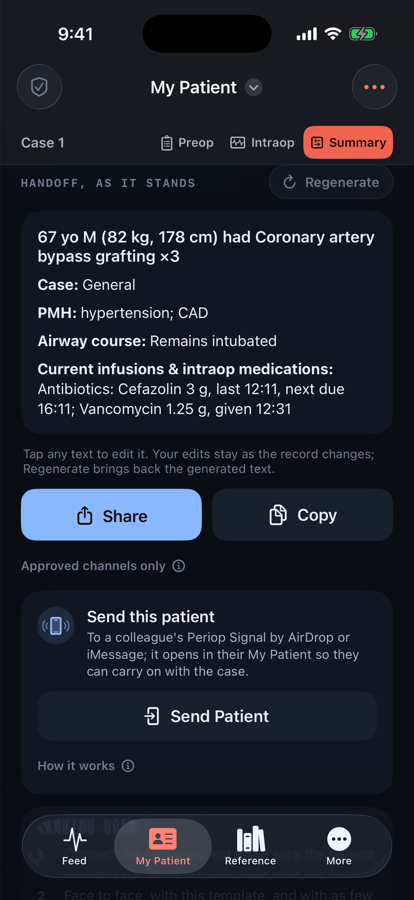 9:41
My Patient
Case 1
Preop
Intraop
Summary
HANDOFF, AS IT STANDS
Regenerate
67 yo M (82 kg, 178 cm) had Coronary artery
bypass grafting ×3
Case: General
PMH: hypertension; CAD
Airway course: Remains intubated
Current infusions & intraop medications:
Antibiotics: Cefazolin 3 g, last 12:11, next due
16:11; Vancomycin 1.25 g, given 12:31
Tap any text to edit it. Your edits stay as the record changes;
Regenerate brings back the generated text.
Share
Copy
Approved channels only
Send this patient
To a colleague's Periop Signal by AirDrop or
iMessage; it opens in their My Patient so they
can carry on with the case.
Send Patient
How it works
Feed
My Patient
Reference
More
2 Face to face, with this template, and with as few